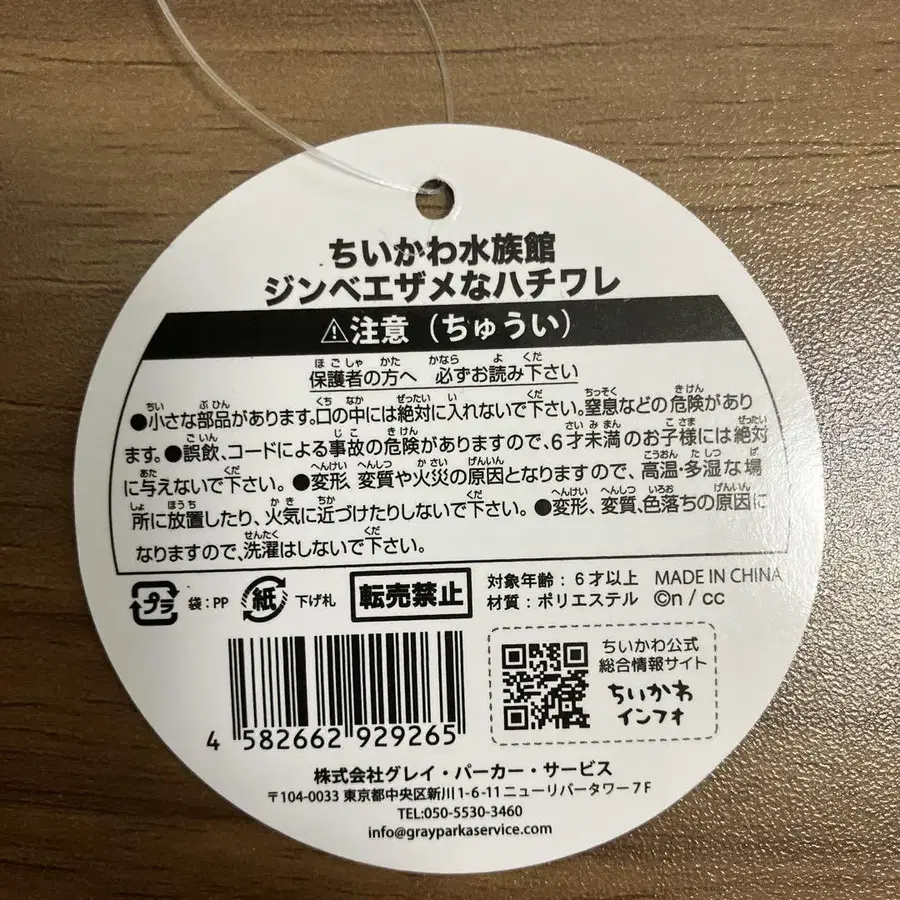 ちいかわ水族館
ジンベエザメなハチワレ
⚠注意（ちゅうい）
保護者の方へ 必ずお読み下さい
●小さな部品があります。口の中には絶対に入れないで下さい。窒息などの危険があり
ます。●誤飲、コードによる事故の危険がありますので、6才未満のお子様には絶対
に与えないで下さい。●変形、変質や火災の原因となりますので、高温・多湿な場
所に放置したり、火気に近づけたりしないで下さい。●変形、変質、色落ちの原因に
なりますので、洗濯はしないで下さい。
プラ 袋：PP 紙 下げ札 転売禁止
対象年齢：6才以上 MADE IN CHINA
材質：ポリエステル ©n / cc
4 582662 929265
ちいかわ公式
総合情報サイト
ちいかわ
インフォ
株式会社グレイ・パーカー・サービス
〒104-0033 東京都中央区新川1-6-11 ニューリバータワー7F
TEL:050-5530-3460
info@grayparkaservice.com